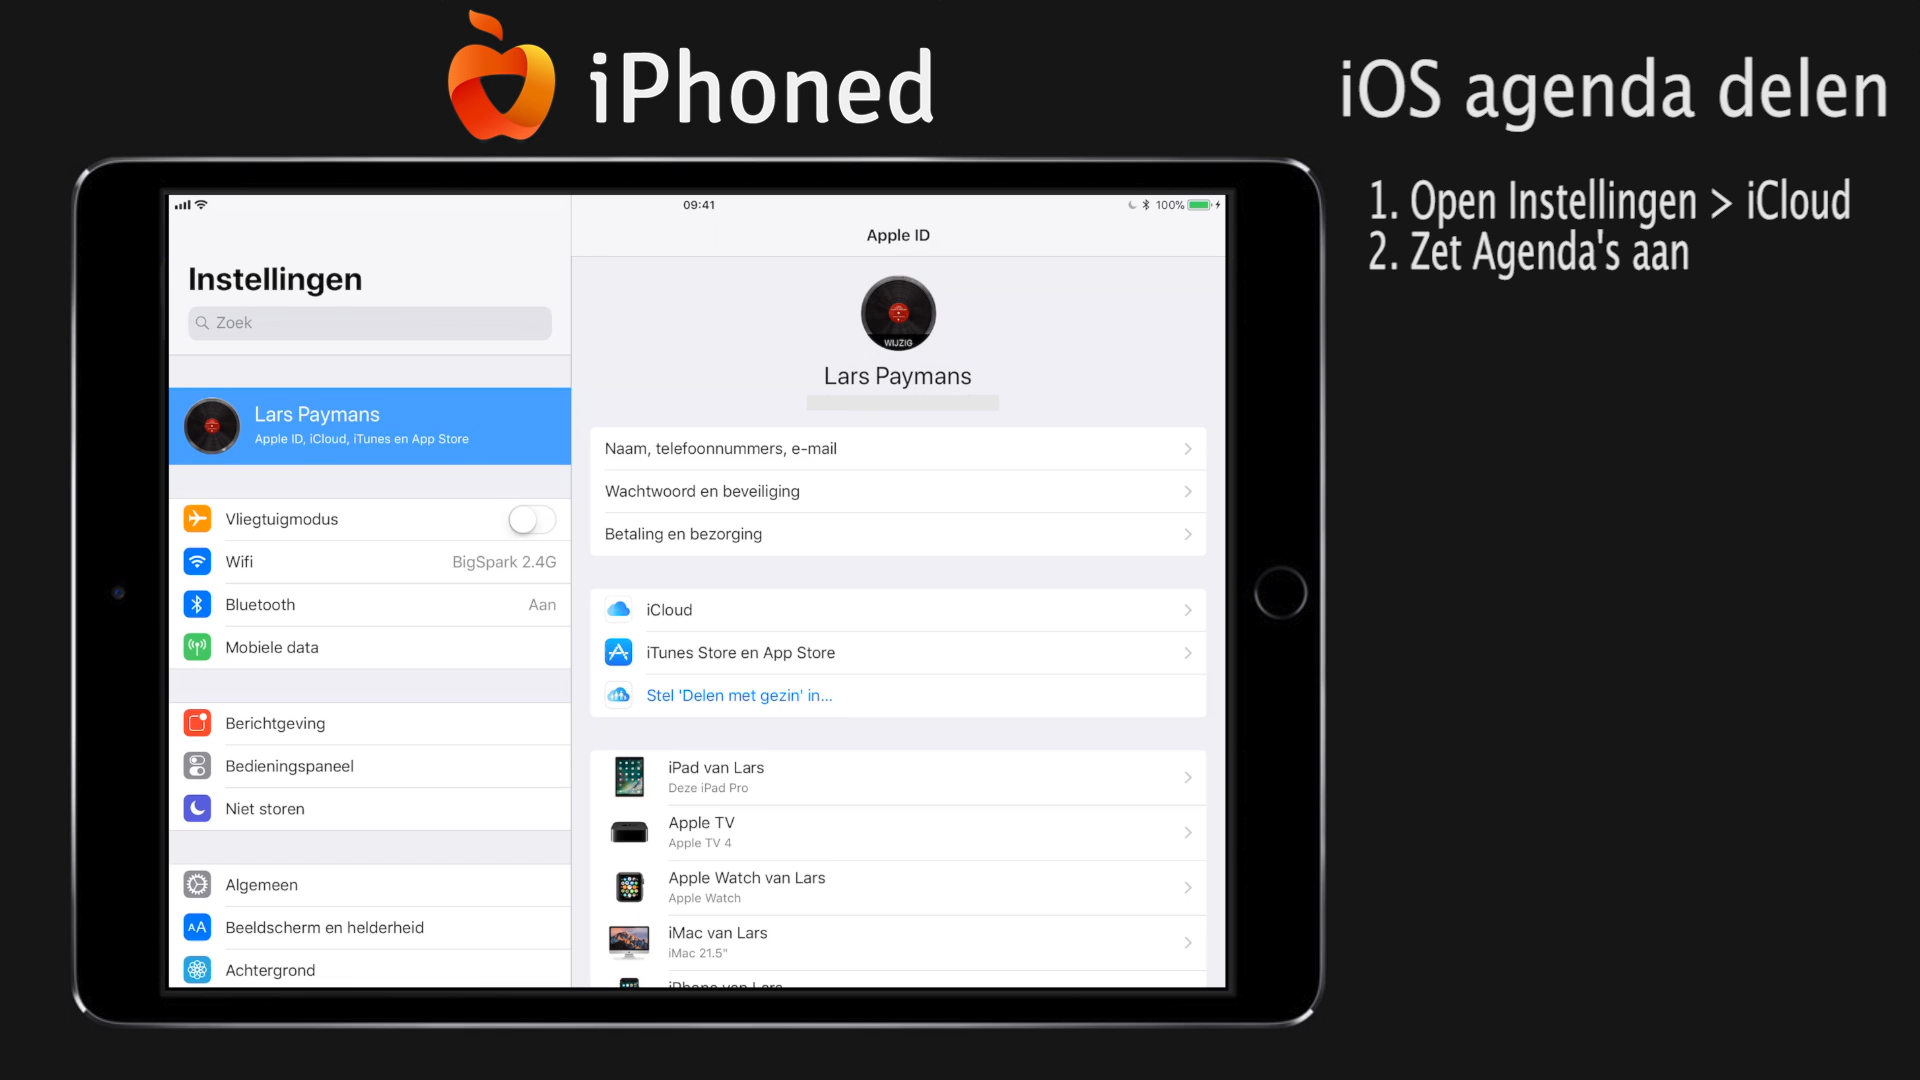 iPhoned
iOS agenda delen
1. Open Instellingen > iCloud
2. Zet Agenda's aan
09:41
100%
Apple ID
Instellingen
Zoek
WIJZIG
Lars Paymans
Lars Paymans
Apple ID, iCloud, iTunes en App Store
Naam, telefoonnummers, e-mail
Wachtwoord en beveiliging
Betaling en bezorging
Vliegtuigmodus
Wifi BigSpark 2.4G
Bluetooth Aan
Mobiele data
iCloud
iTunes Store en App Store
Stel 'Delen met gezin' in...
Berichtgeving
Bedieningspaneel
Niet storen
iPad van Lars
Deze iPad Pro
Apple TV
Apple TV 4
Apple Watch van Lars
Apple Watch
iMac van Lars
iMac 21.5"
iPhone van Lars
Algemeen
AA Beeldscherm en helderheid
Achtergrond